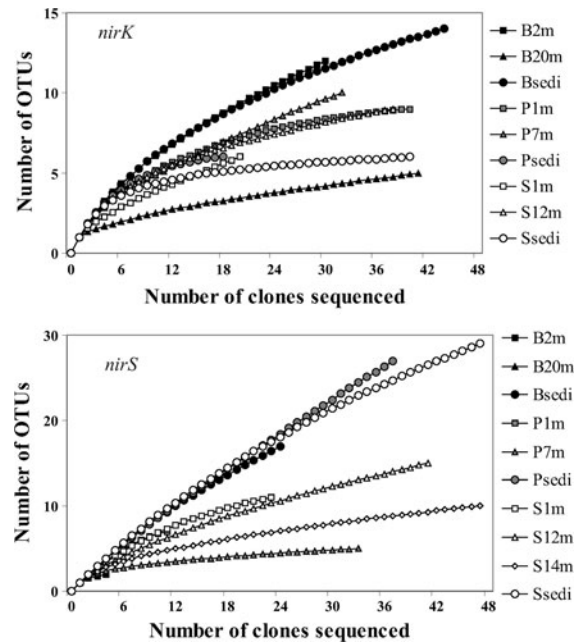 nirK
15
10
5
0
Number of OTUs
0 6 12 18 24 30 36 42 48
Number of clones sequenced
B2m
B20m
Bsedi
P1m
P7m
Psedi
S1m
S12m
Ssedi
nirS
30
20
10
0
Number of OTUs
0 6 12 18 24 30 36 42 48
Number of clones sequenced
B2m
B20m
Bsedi
P1m
P7m
Psedi
S1m
S12m
S14m
Ssedi